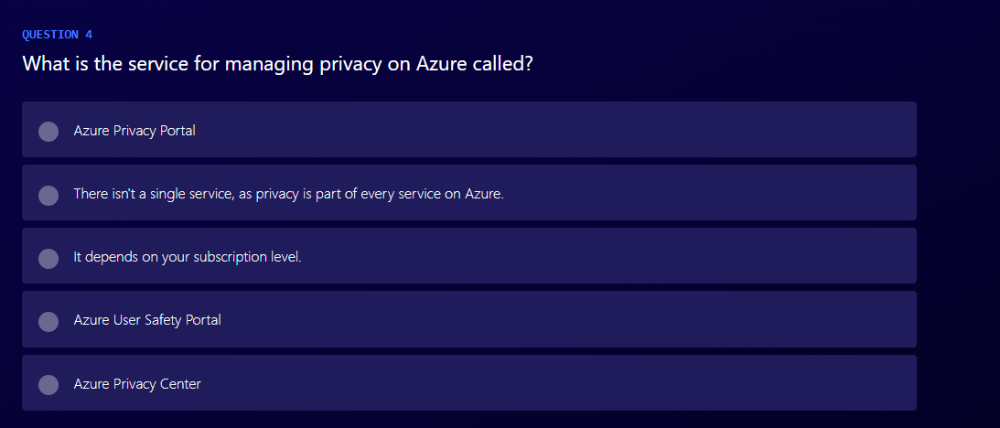 QUESTION 4
What is the service for managing privacy on Azure called?
Azure Privacy Portal
There isn't a single service, as privacy is part of every service on Azure.
It depends on your subscription level.
Azure User Safety Portal
Azure Privacy Center